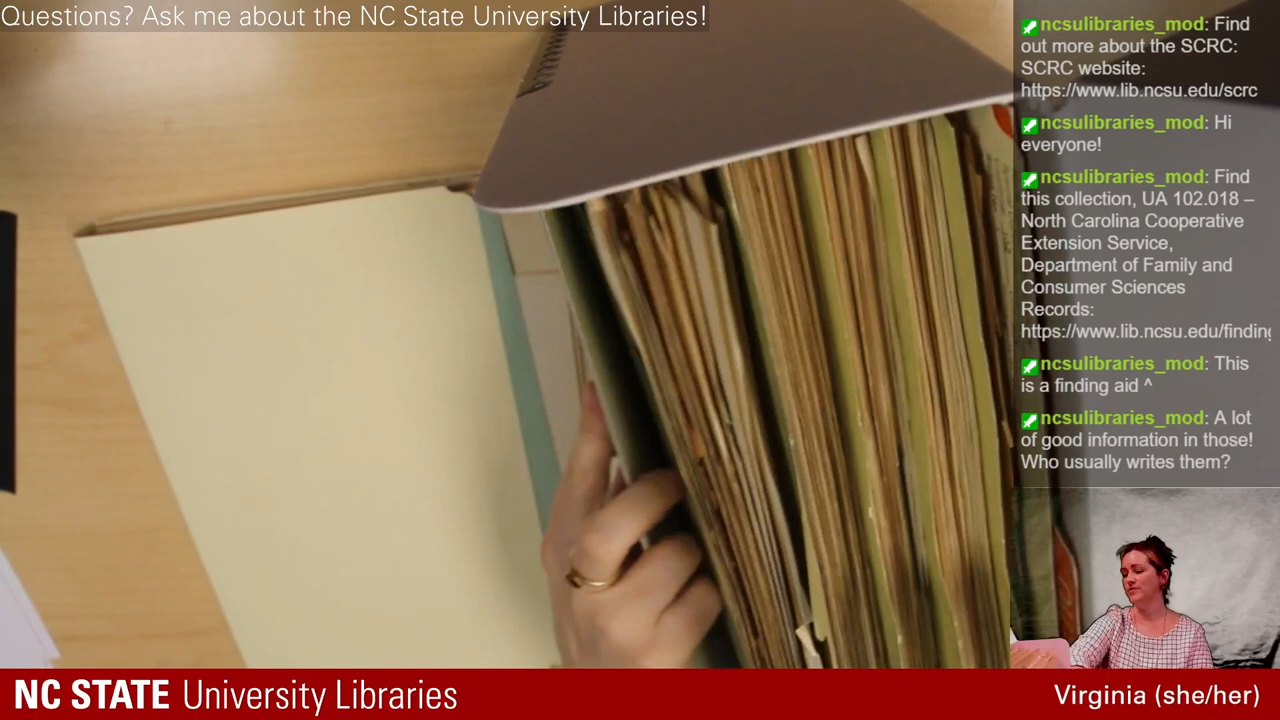 Questions? Ask me about the NC State University Libraries!
ncsulibraries_mod: Find
out more about the SCRC:
SCRC website:
https://www.lib.ncsu.edu/scrc
ncsulibraries_mod: Hi
everyone!
ncsulibraries_mod: Find
this collection, UA 102.018 –
North Carolina Cooperative
Extension Service,
Department of Family and
Consumer Sciences
Records:
https://www.lib.ncsu.edu/finding
ncsulibraries_mod: This
is a finding aid ^
ncsulibraries_mod: A lot
of good information in those!
Who usually writes them?
NC STATE University Libraries
Virginia (she/her)